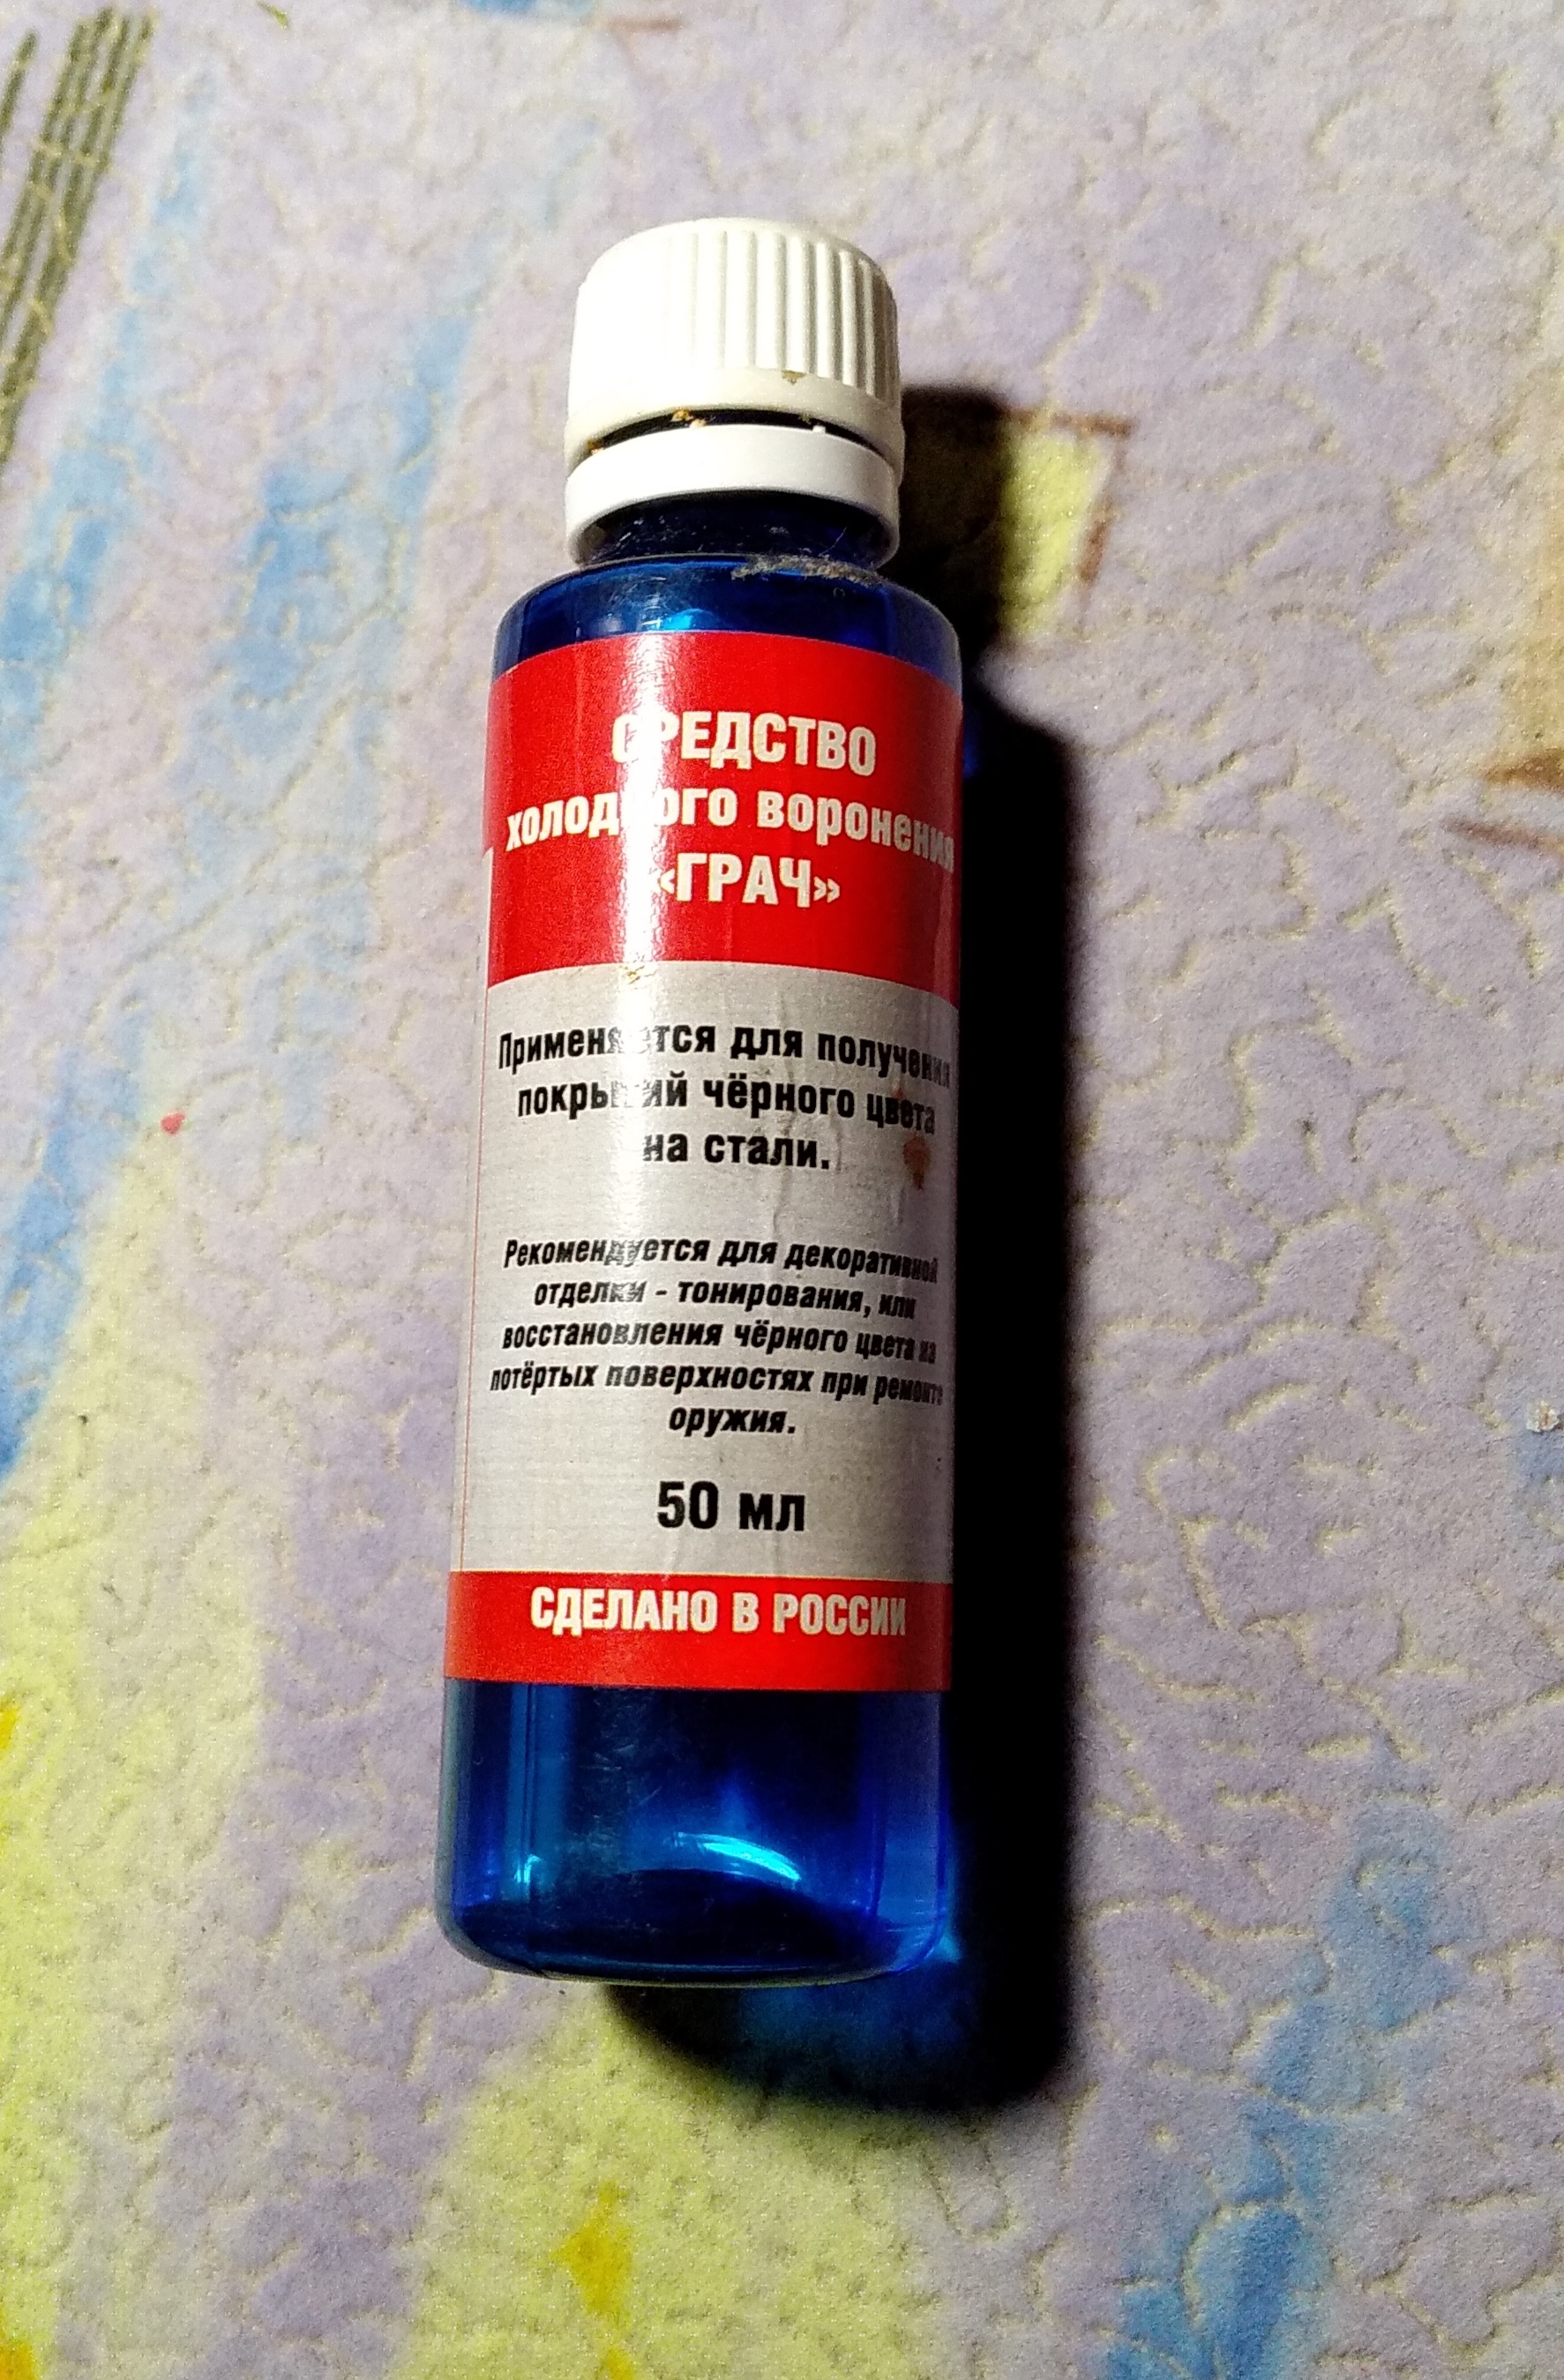 СРЕДСТВО
холодного воронения
«ГРАЧ»
Применяется для получения
покрытий чёрного цвета
на стали.
Рекомендуется для декоративной
отделки - тонирования, или
восстановления чёрного цвета на
потёртых поверхностях при ремонте
оружия.
50 мл
СДЕЛАНО В РОССИИ